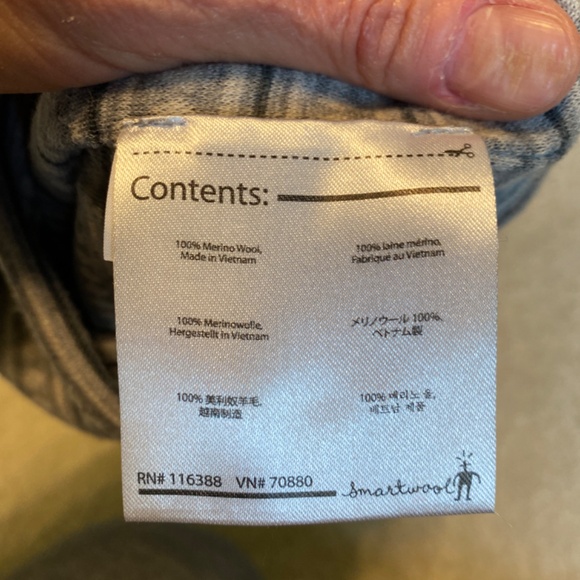 Contents:
100% Merino Wool,
Made in Vietnam
100% laine mérino,
Fabriqué au Vietnam
100% Merinowolle,
Hergestellt in Vietnam
メリノウール 100%.
ベトナム製
100% 美利奴羊毛,
越南制造
100% 메리노 울,
베트남 제품
RN# 116388 VN# 70880
Smartwool